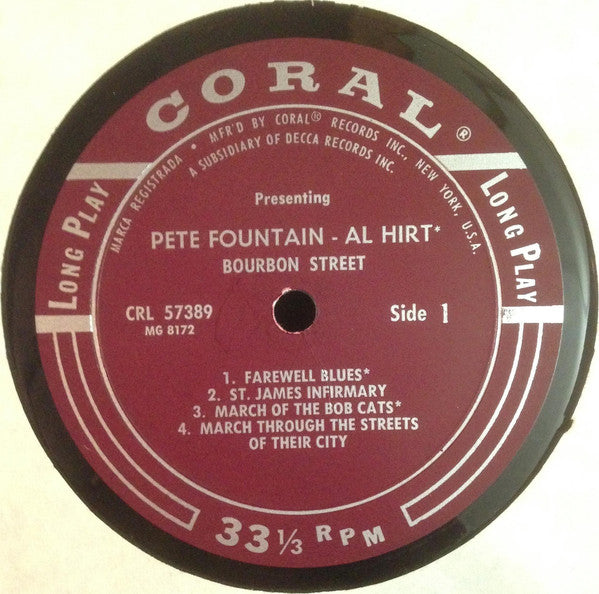 CORAL®
MARCA REGISTRADA • MFR'D BY CORAL® RECORDS INC., NEW YORK, U.S.A.
A SUBSIDIARY OF DECCA RECORDS INC.
LONG PLAY
LONG PLAY
Presenting
PETE FOUNTAIN - AL HIRT*
BOURBON STREET
CRL 57389
MG 8172
Side 1
1. FAREWELL BLUES*
2. ST. JAMES INFIRMARY
3. MARCH OF THE BOB CATS*
4. MARCH THROUGH THE STREETS
OF THEIR CITY
33 1/3 RPM